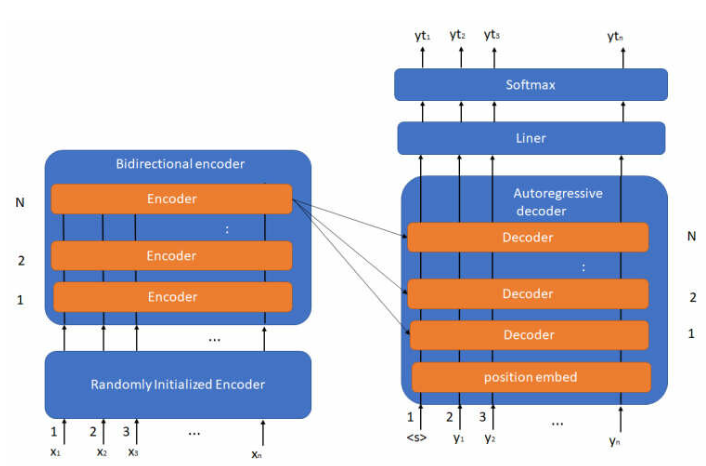 Bidirectional encoder
N
Encoder
:
2
Encoder
1
Encoder
...
Randomly Initialized Encoder
1 2 3 ...
x₁ x₂ x₃ xₙ
yt₁ yt₂ yt₃ ytₙ
Softmax
Liner
Autoregressive
decoder
Decoder N
:
Decoder 2
Decoder 1
position embed
1 2 3 ...
<s> y₁ y₂ yₙ